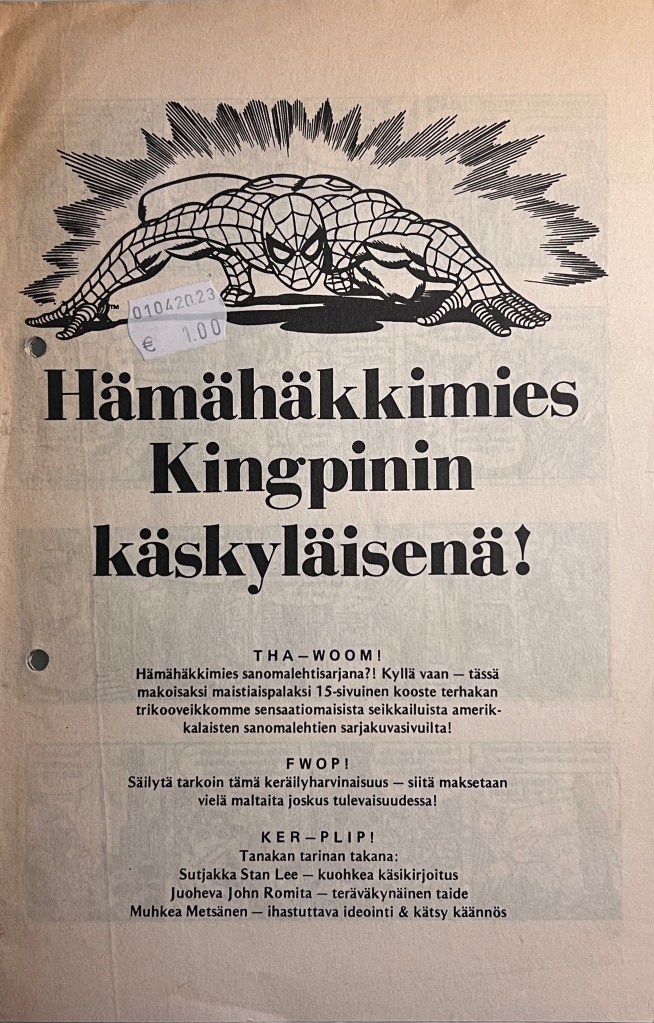 TM
010420.23
€ 1.00
Hämähäkkimies
Kingpinin
käskyläisenä!
THA–WOOM!
Hämähäkkimies sanomalehtisarjana?! Kyllä vaan – tässä
makoisaksi maistiaispalaksi 15-sivuinen kooste terhakan
trikooveikkomme sensaatiomaisista seikkailuista amerik-
kalaisten sanomalehtien sarjakuvasivuilta!
FWOP!
Säilytä tarkoin tämä keräilyharvinaisuus – siitä maksetaan
vielä maltaita joskus tulevaisuudessa!
KER–PLIP!
Tanakan tarinan takana:
Sutjakka Stan Lee – kuohkea käsikirjoitus
Juoheva John Romita – teräväkynäinen taide
Muhkea Metsänen – ihastuttava ideointi & kätsy käännös